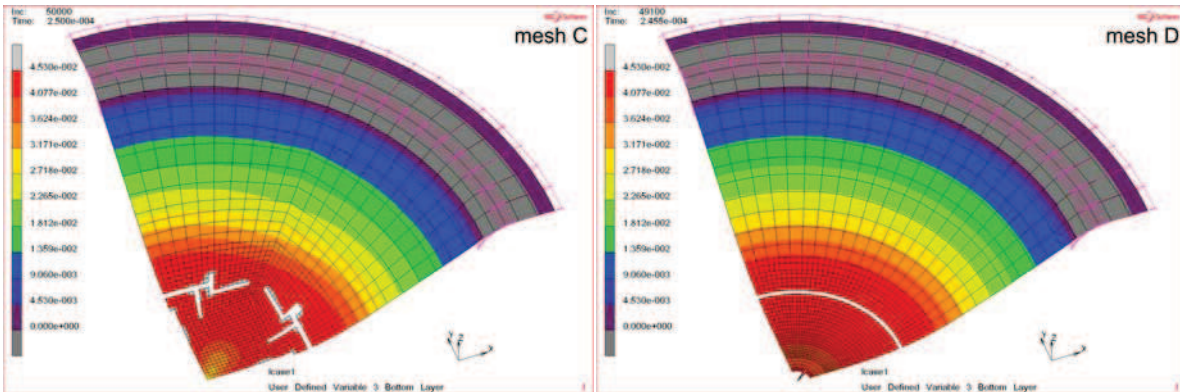 Inc: 50000
Time: 2.500e-004
mesh C
4.530e-002
4.077e-002
3.624e-002
3.171e-002
2.718e-002
2.265e-002
1.812e-002
1.359e-002
9.060e-003
4.530e-003
0.000e+000
Y
Z
X
lcase1
User Defined Variable 3 Bottom Layer
1
Inc: 49100
Time: 2.455e-004
mesh D
4.530e-002
4.077e-002
3.624e-002
3.171e-002
2.718e-002
2.265e-002
1.812e-002
1.359e-002
9.060e-003
4.530e-003
0.000e+000
Y
Z
X
lcase1
User Defined Variable 3 Bottom Layer
1